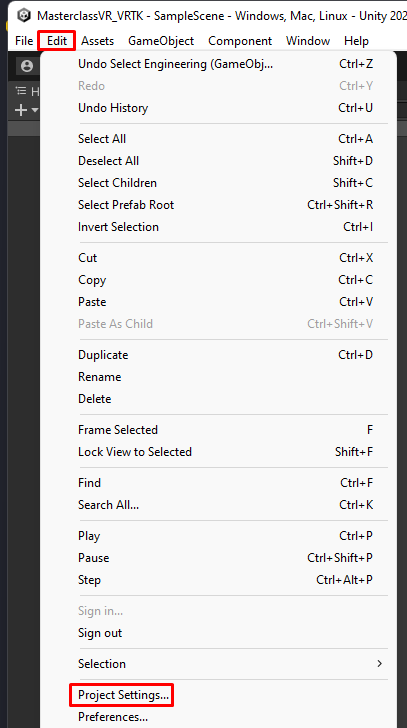 MasterclassVR_VRTK - SampleScene - Windows, Mac, Linux - Unity 202
File Edit Assets GameObject Component Window Help
Undo Select Engineering (GameObj... Ctrl+Z
Redo Ctrl+Y
Undo History Ctrl+U
H
Select All Ctrl+A
Deselect All Shift+D
Select Children Shift+C
Select Prefab Root Ctrl+Shift+R
Invert Selection Ctrl+I
Cut Ctrl+X
Copy Ctrl+C
Paste Ctrl+V
Paste As Child Ctrl+Shift+V
Duplicate Ctrl+D
Rename
Delete
Frame Selected F
Lock View to Selected Shift+F
Find Ctrl+F
Search All... Ctrl+K
Play Ctrl+P
Pause Ctrl+Shift+P
Step Ctrl+Alt+P
Sign in...
Sign out
Selection >
Project Settings...
Preferences...